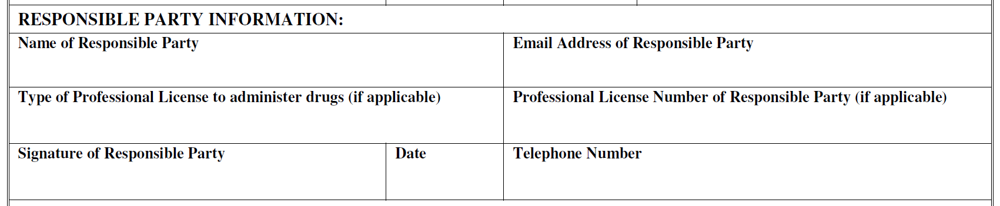 RESPONSIBLE PARTY INFORMATION:
Name of Responsible Party
Email Address of Responsible Party
Type of Professional License to administer drugs (if applicable)
Professional License Number of Responsible Party (if applicable)
Signature of Responsible Party
Date
Telephone Number